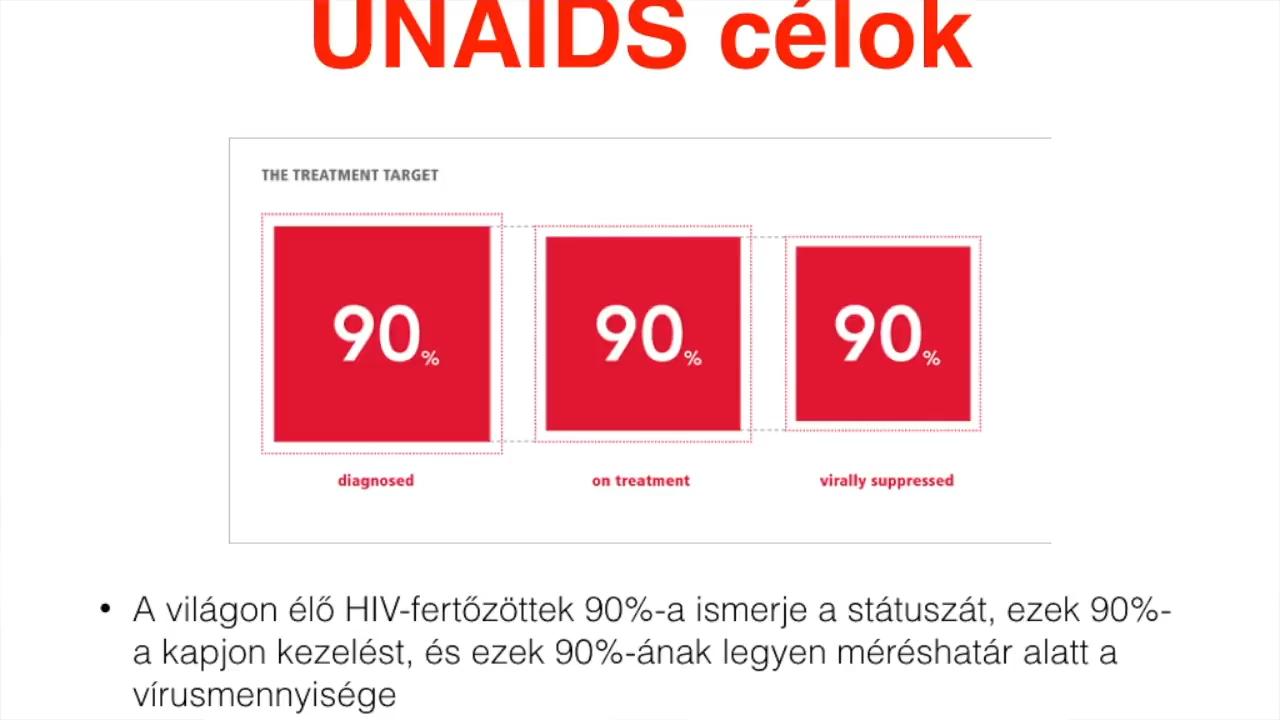 UNAIDS célok
THE TREATMENT TARGET
90% 90% 90%
diagnosed on treatment virally suppressed
• A világon élő HIV-fertőzöttek 90%-a ismerje a státuszát, ezek 90%-
a kapjon kezelést, és ezek 90%-ának legyen méréshatár alatt a
vírusmennyisége